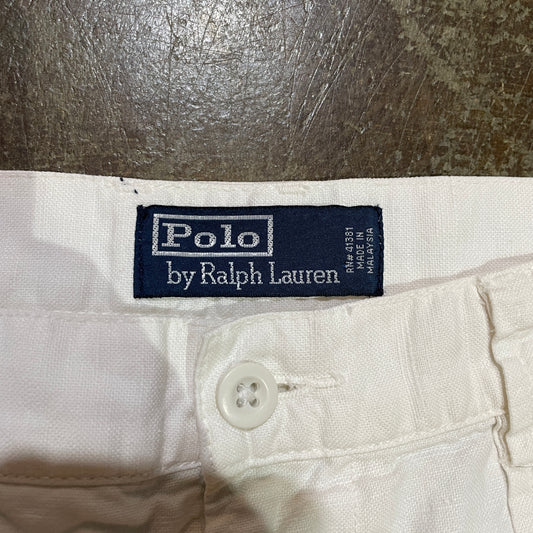 Polo
by Ralph Lauren
RN# 41381
MADE IN
MALAYSIA